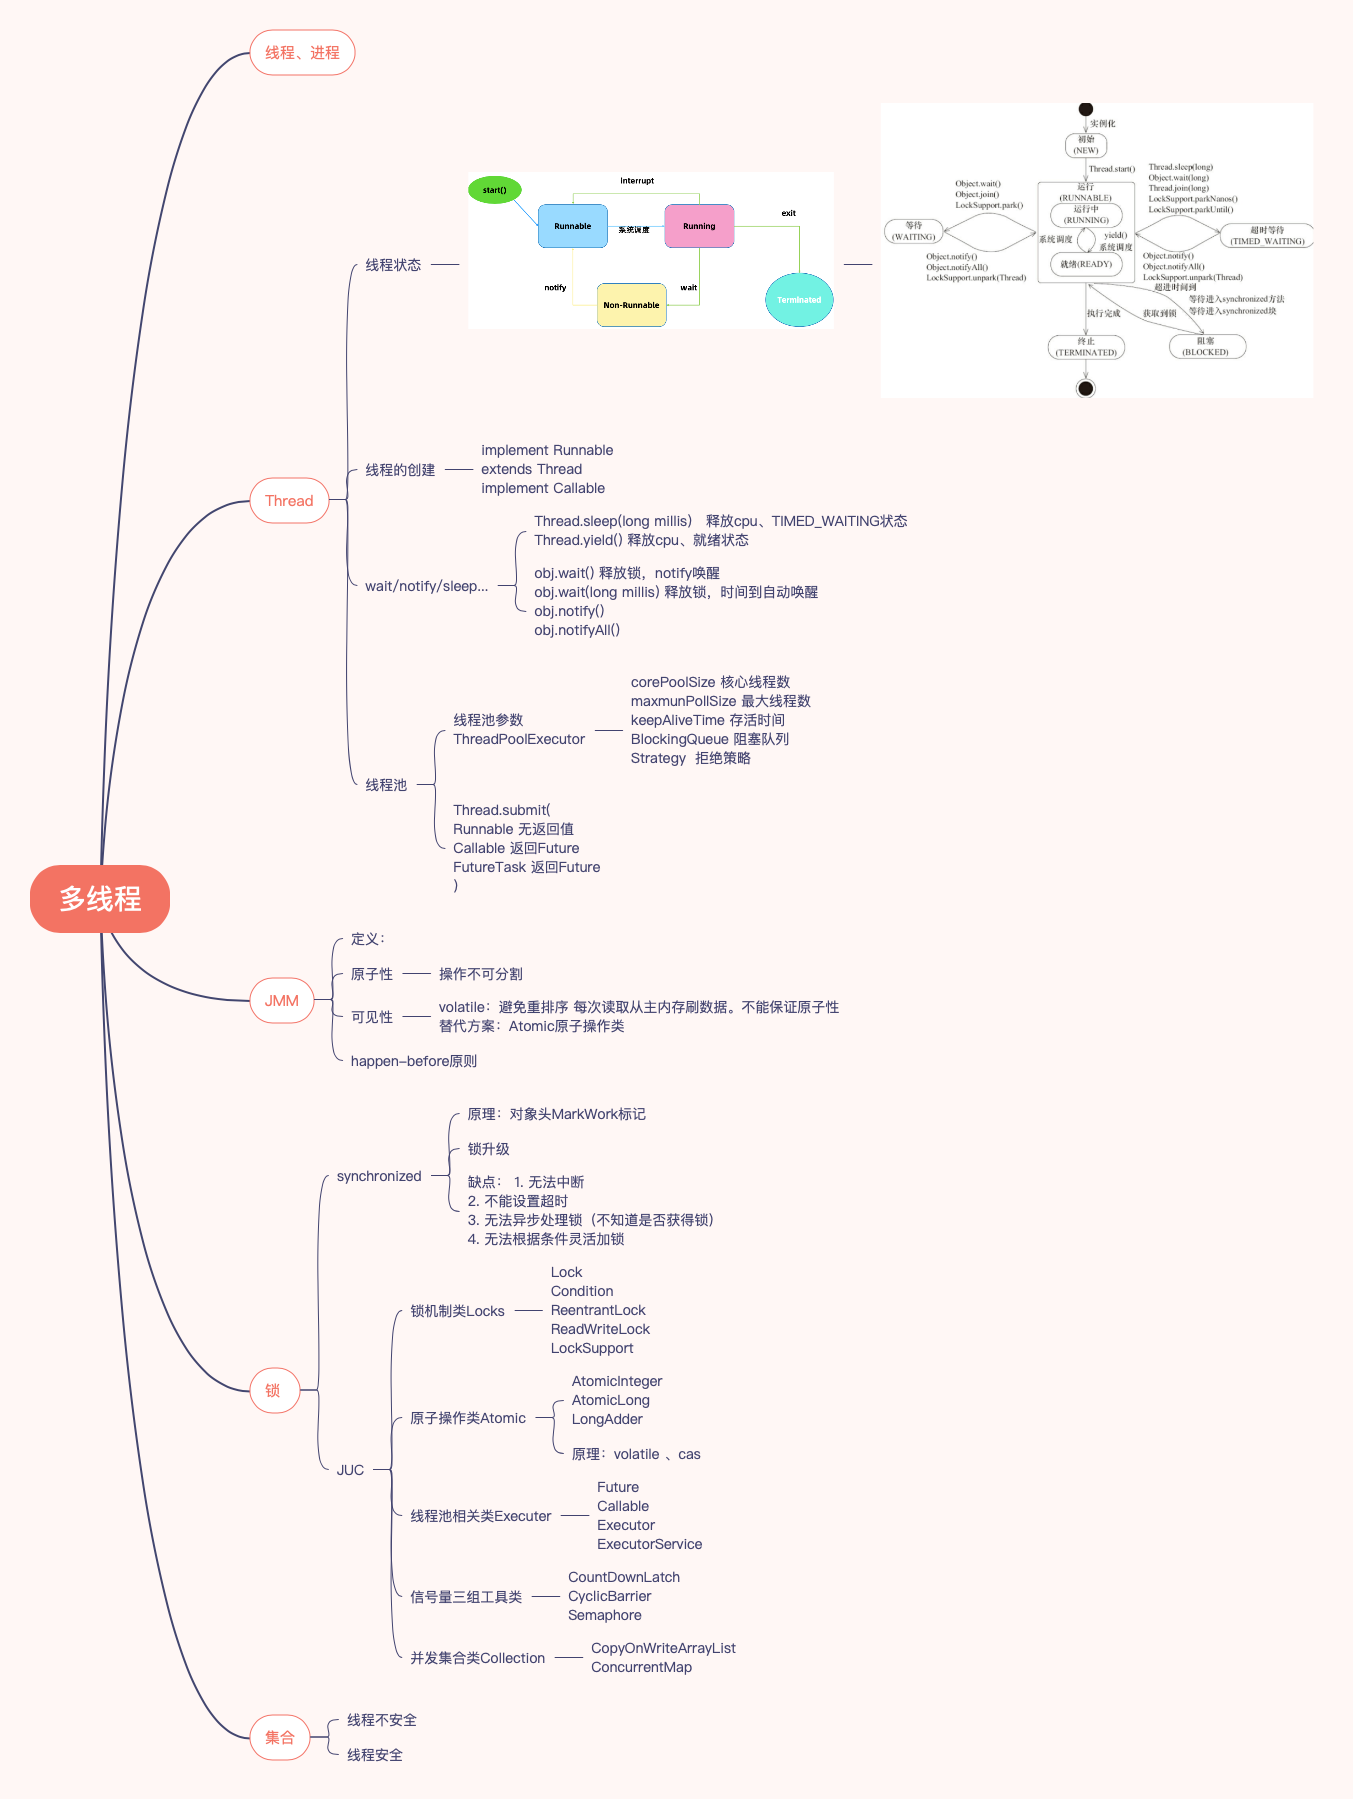 线程、进程
多线程
Thread
线程状态
start()
Interrupt
Runnable
系统调度
Running
exit
notify
wait
Non-Runnable
Terminated
实例化
初始
(NEW)
Thread.start()
Object.wait()
Object.join()
LockSupport.park()
运行
(RUNNABLE)
运行中
(RUNNING)
Thread.sleep(long)
Object.wait(long)
Thread.join(long)
LockSupport.parkNanos()
LockSupport.parkUntil()
等待
(WAITING)
系统调度
yield()
系统调度
超时等待
(TIMED_WAITING)
就绪(READY)
Object.notify()
Object.notifyAll()
LockSupport.unpark(Thread)
Object.notify()
Object.notifyAll()
LockSupport.unpark(Thread)
超进时间到
等待进入synchronized方法
等待进入synchronized块
执行完成
获取到锁
终止
(TERMINATED)
阻塞
(BLOCKED)
线程的创建
implement Runnable
extends Thread
implement Callable
wait/notify/sleep...
Thread.sleep(long millis) 释放cpu、TIMED_WAITING状态
Thread.yield() 释放cpu、就绪状态
obj.wait() 释放锁，notify唤醒
obj.wait(long millis) 释放锁，时间到自动唤醒
obj.notify()
obj.notifyAll()
线程池
线程池参数
ThreadPoolExecutor
corePoolSize 核心线程数
maxmunPollSize 最大线程数
keepAliveTime 存活时间
BlockingQueue 阻塞队列
Strategy 拒绝策略
Thread.submit(
Runnable 无返回值
Callable 返回Future
FutureTask 返回Future
)
JMM
定义：
原子性
操作不可分割
可见性
volatile：避免重排序 每次读取从主内存刷数据。不能保证原子性
替代方案：Atomic原子操作类
happen-before原则
锁
synchronized
原理：对象头MarkWork标记
锁升级
缺点： 1. 无法中断
2. 不能设置超时
3. 无法异步处理锁（不知道是否获得锁）
4. 无法根据条件灵活加锁
JUC
锁机制类Locks
Lock
Condition
ReentrantLock
ReadWriteLock
LockSupport
原子操作类Atomic
AtomicInteger
AtomicLong
LongAdder
原理：volatile 、cas
线程池相关类Executer
Future
Callable
Executor
ExecutorService
信号量三组工具类
CountDownLatch
CyclicBarrier
Semaphore
并发集合类Collection
CopyOnWriteArrayList
ConcurrentMap
集合
线程不安全
线程安全